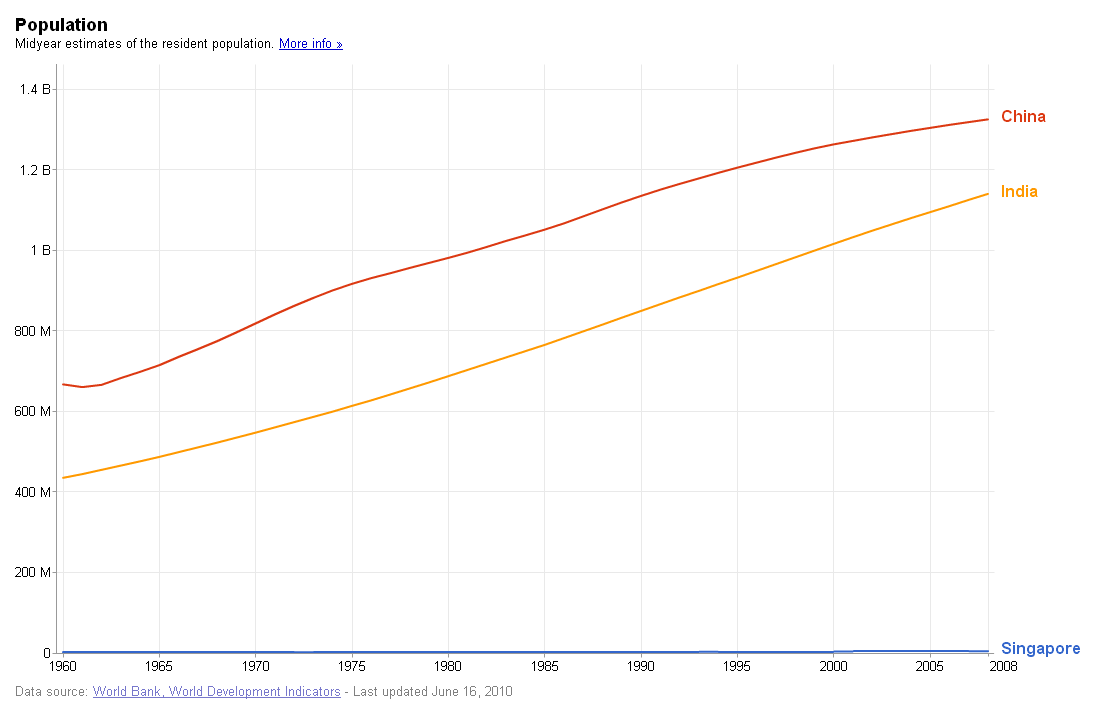 Population
Midyear estimates of the resident population. More info »
1.4 B
China
1.2 B
India
1 B
800 M
600 M
400 M
200 M
Singapore
0
1960 1965 1970 1975 1980 1985 1990 1995 2000 2005 2008
Data source: World Bank, World Development Indicators - Last updated June 16, 2010